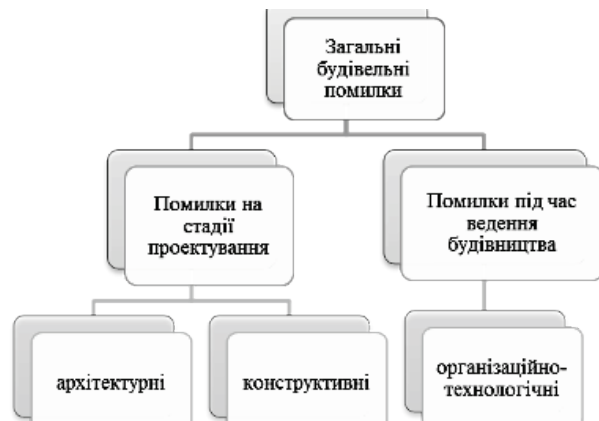 Загальні
будівельні
помилки
Помилки на
стадії
проектування
Помилки під час
ведення
будівництва
архітектурні
конструктивні
організаційно-
технологічні